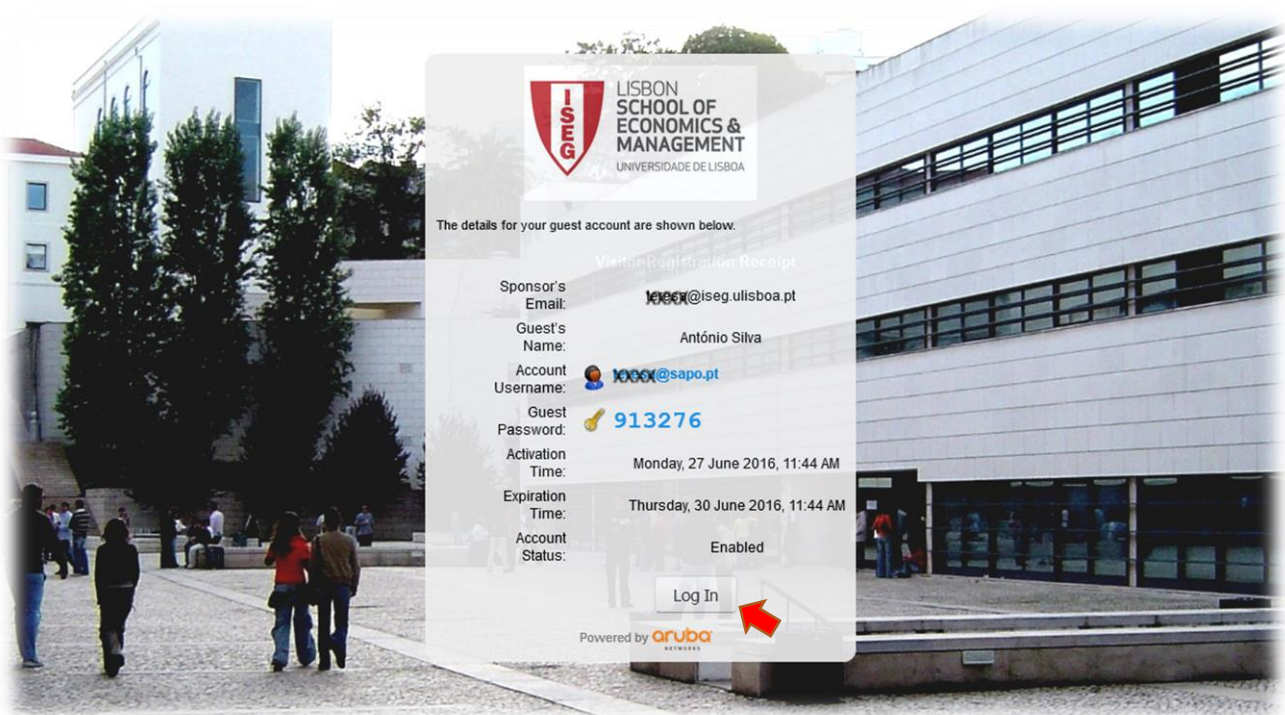 ISEG
LISBON
SCHOOL OF
ECONOMICS &
MANAGEMENT
UNIVERSIDADE DE LISBOA
The details for your guest account are shown below.
Visitor Registration Receipt
Sponsor's
Email:
@iseg.ulisboa.pt
Guest's
Name:
António Silva
Account
Username:
@sapo.pt
Guest
Password:
913276
Activation
Time:
Monday, 27 June 2016, 11:44 AM
Expiration
Time:
Thursday, 30 June 2016, 11:44 AM
Account
Status:
Enabled
Log In
Powered by aruba
NETWORKS